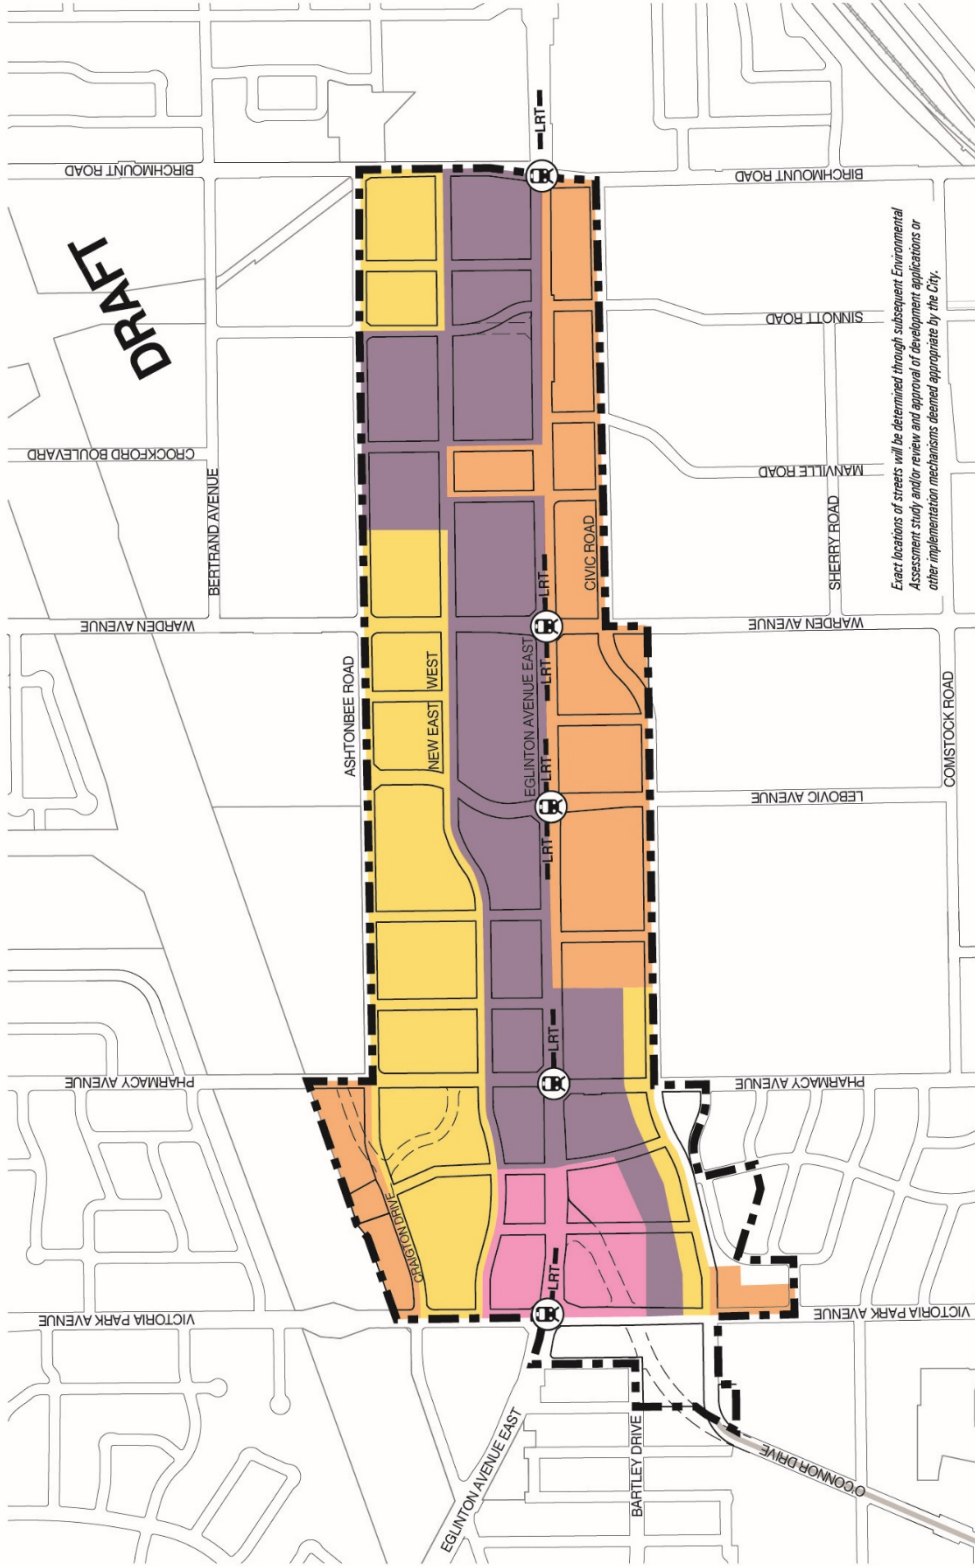 DRAFT
BIRCHMOUNT ROAD
LRT
BIRCHMOUNT ROAD
CROCKFORD BOULEVARD
BERTRAND AVENUE
SINNOTT ROAD
MANVILLE ROAD
SHERRY ROAD
CIVIC ROAD
WARDEN AVENUE
LRT
WARDEN AVENUE
ASHTONBEE ROAD
NEW EAST WEST
EGLINTON AVENUE EAST
LRT
LRT
LRT
LEBOVIC AVENUE
COMSTOCK ROAD
PHARMACY AVENUE
LRT
PHARMACY AVENUE
CRAIGTON DRIVE
VICTORIA PARK AVENUE
LRT
VICTORIA PARK AVENUE
EGLINTON AVENUE EAST
BARTLEY DRIVE
O'CONNOR DRIVE
Exact locations of streets will be determined through subsequent Environmental
Assessment study and/or review and approval of development applications or
other implementation mechanisms deemed appropriate by the City.